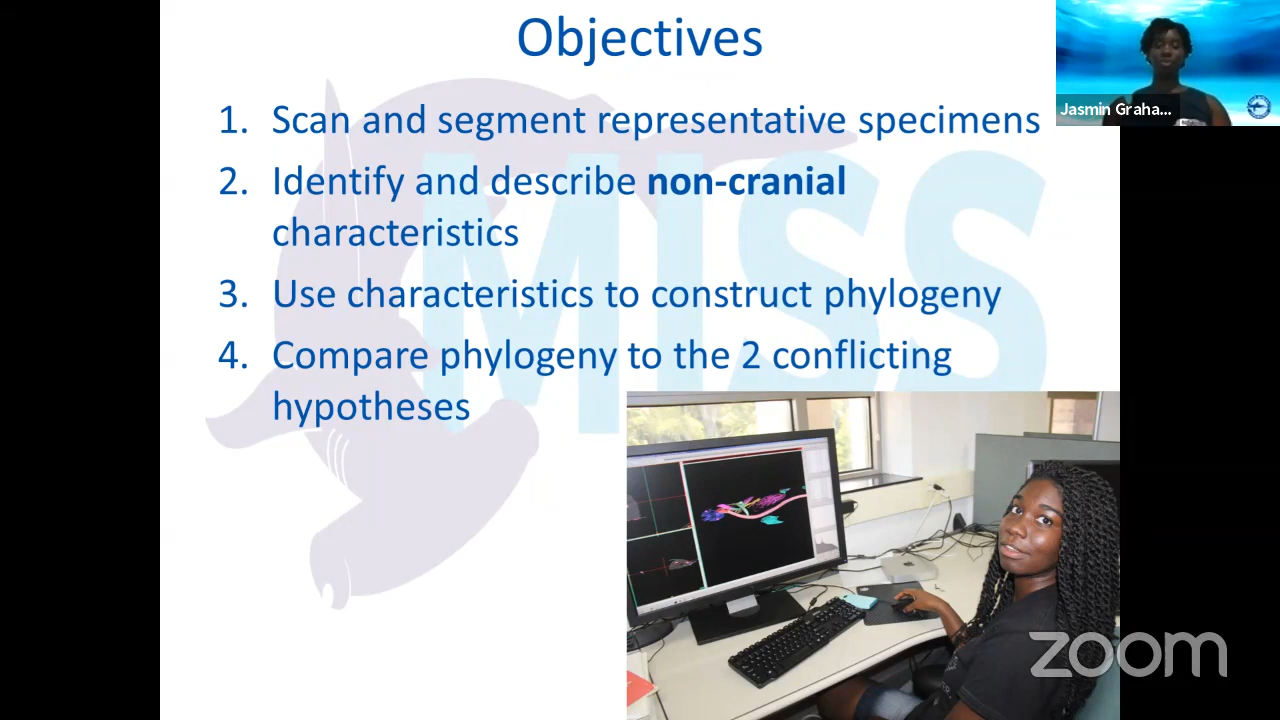 Objectives
1. Scan and segment representative specimens
2. Identify and describe non-cranial
characteristics
3. Use characteristics to construct phylogeny
4. Compare phylogeny to the 2 conflicting
hypotheses
MISS
Jasmin Graha...
zoom